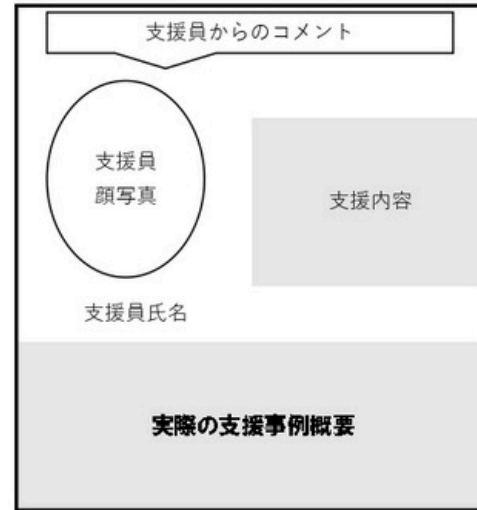 支援員からのコメント
支援員
顔写真
支援内容
支援員氏名
実際の支援事例概要